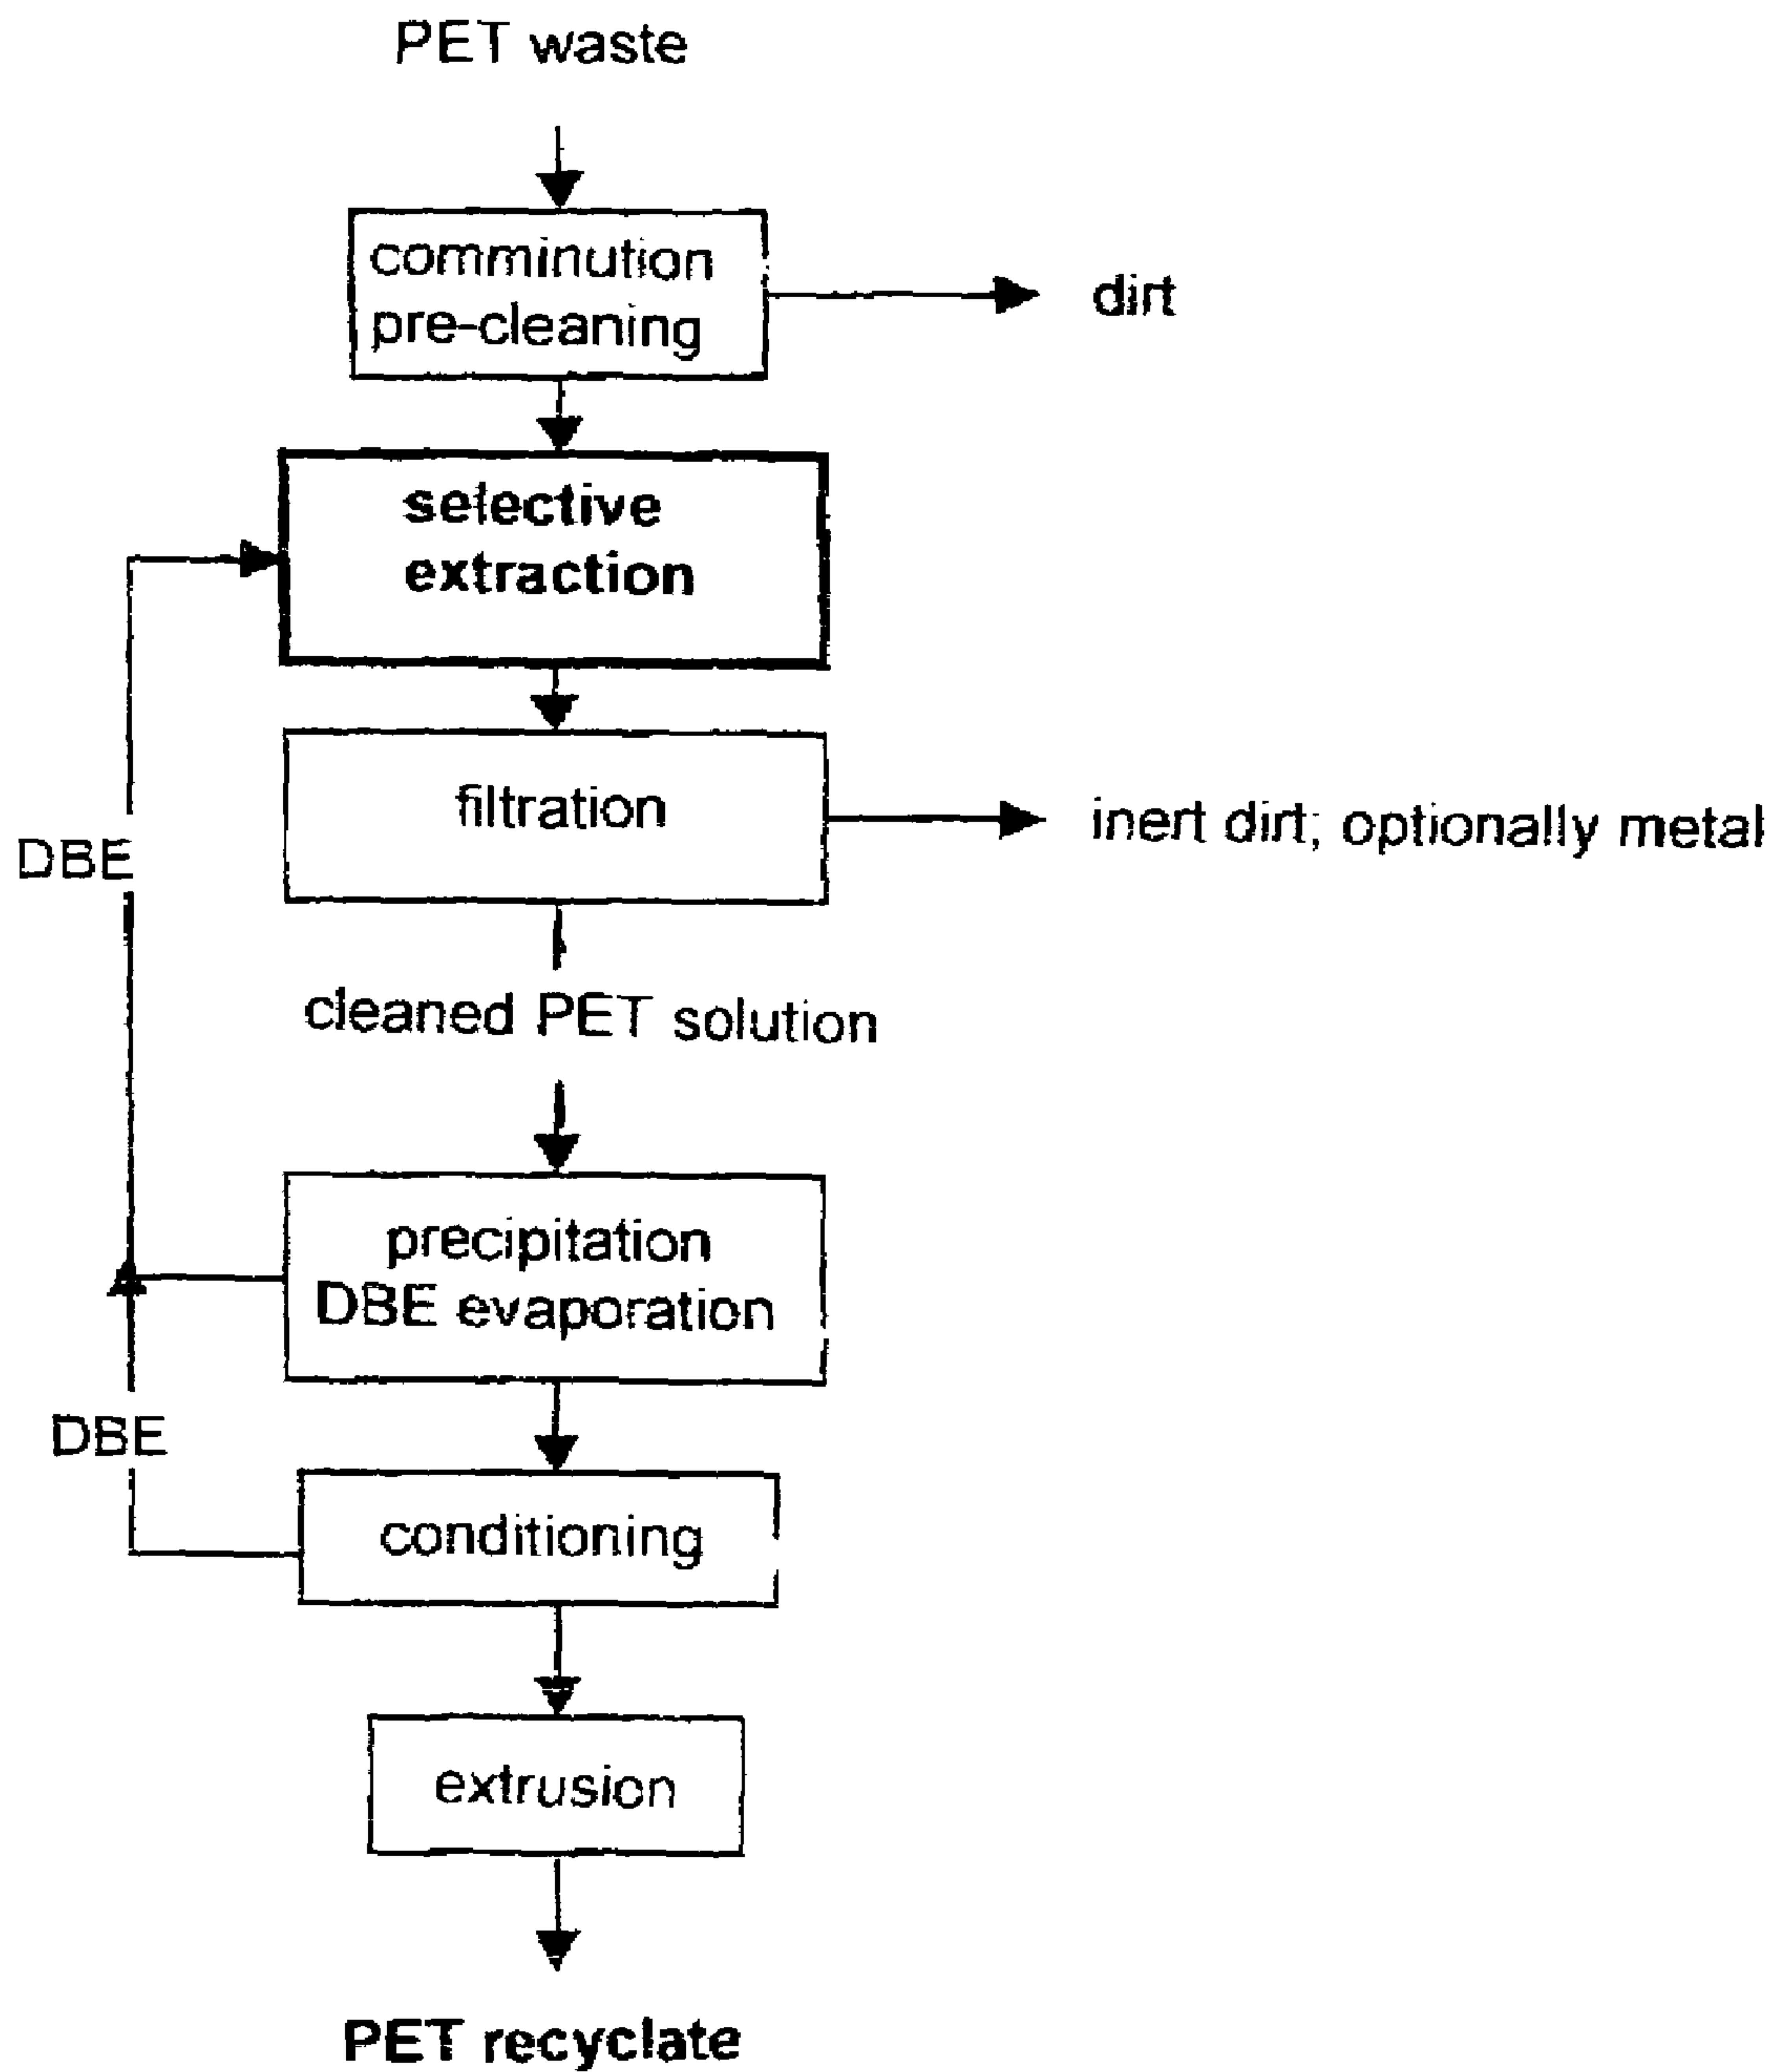 PET waste
comminution
pre-cleaning
dirt
selective
extraction
filtration
inert dirt; optionally metal
DBE
cleaned PET solution
precipitation
DBE evaporation
DBE
conditioning
extrusion
PET recyclate